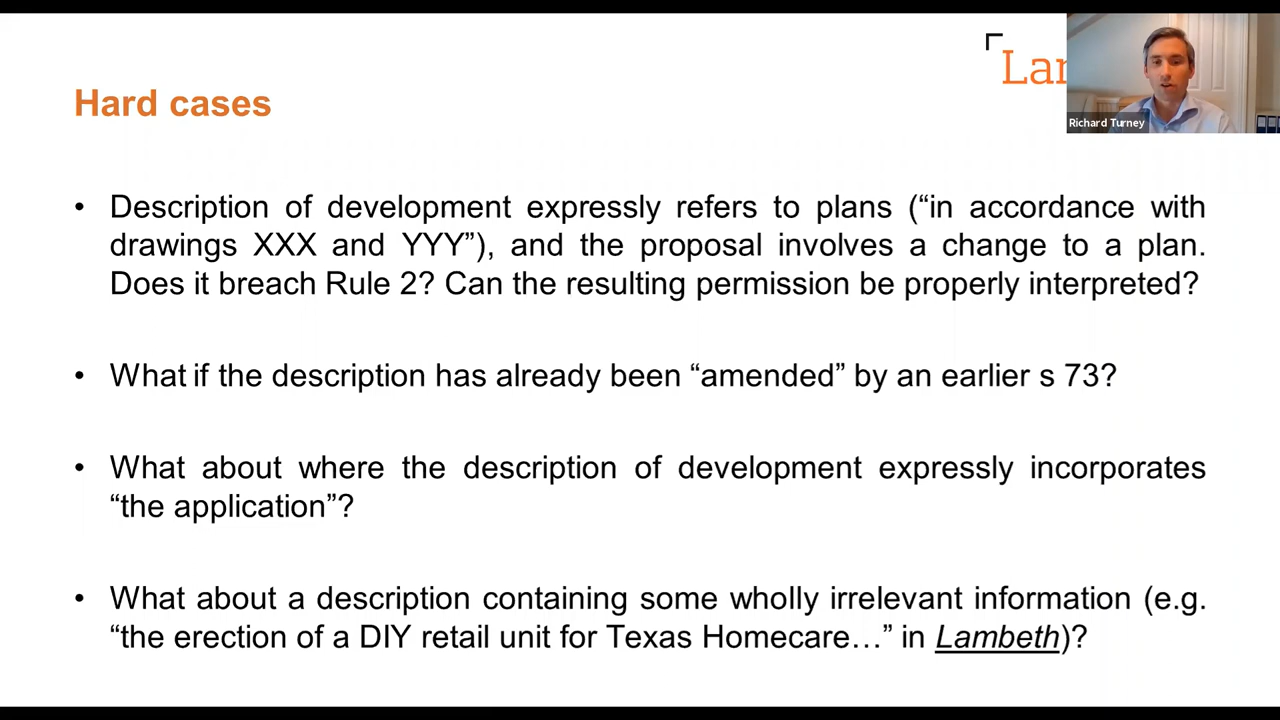 Lan
Richard Turney
Hard cases
• Description of development expressly refers to plans (“in accordance with
drawings XXX and YYY”), and the proposal involves a change to a plan.
Does it breach Rule 2? Can the resulting permission be properly interpreted?
• What if the description has already been “amended” by an earlier s 73?
• What about where the description of development expressly incorporates
“the application”?
• What about a description containing some wholly irrelevant information (e.g.
“the erection of a DIY retail unit for Texas Homecare…” in Lambeth)?